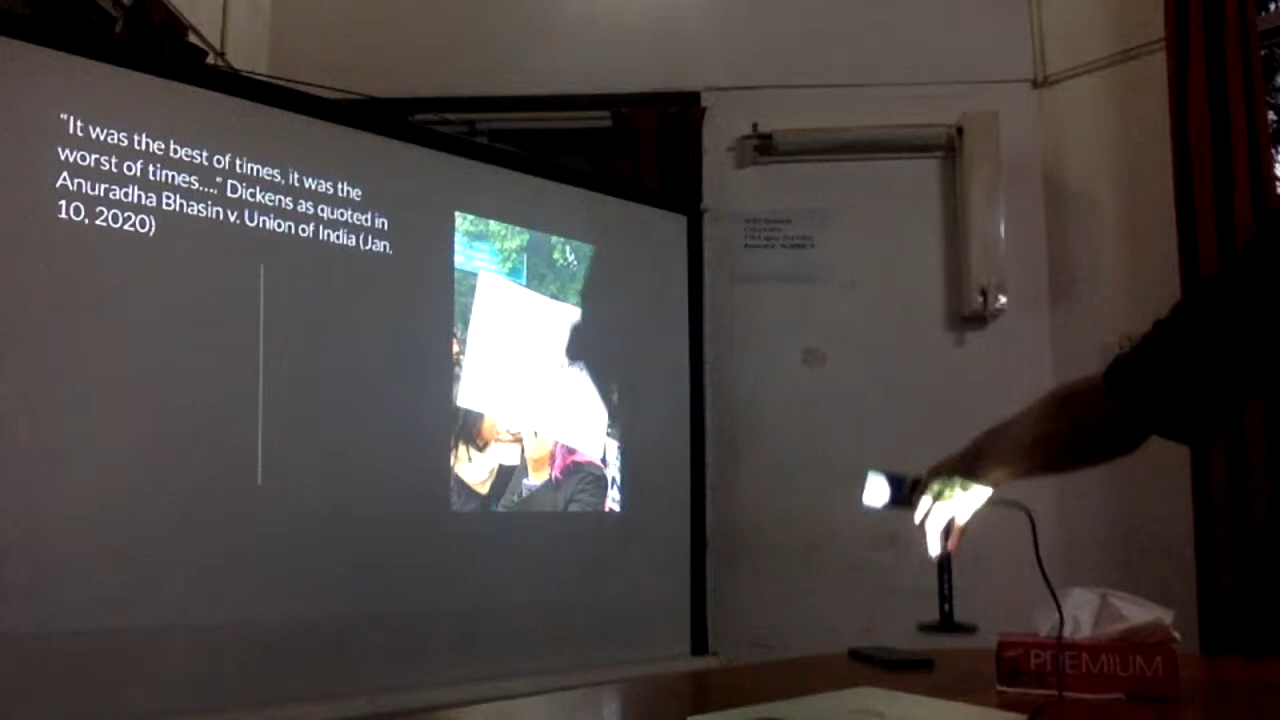 "It was the best of times, it was the
worst of times...." Dickens as quoted in
Anuradha Bhasin v. Union of India (Jan.
10, 2020)
PREMIUM